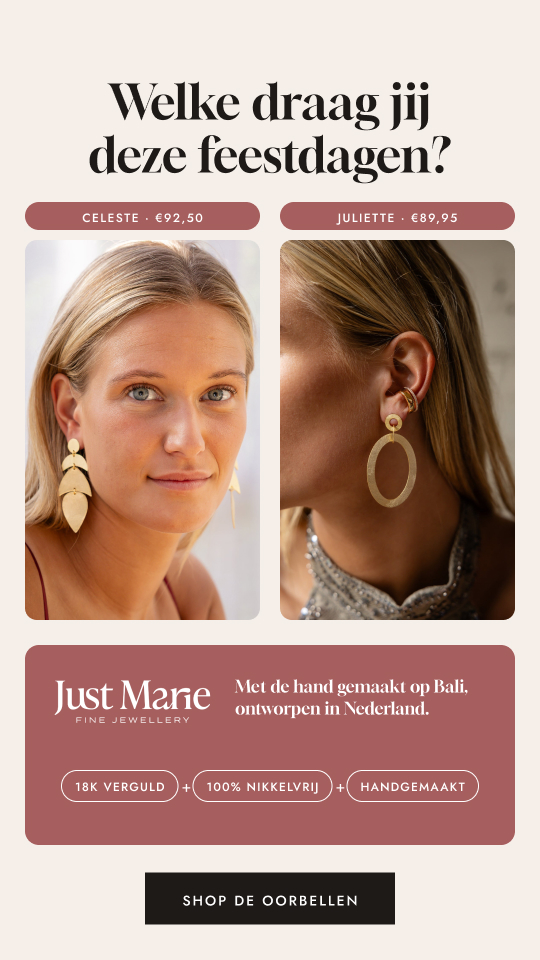 Welke draag jij
deze feestdagen?
CELESTE · €92,50
JULIETTE · €89,95
Just Marie
FINE JEWELLERY
Met de hand gemaakt op Bali,
ontworpen in Nederland.
18K VERGULD + 100% NIKKELVRIJ + HANDGEMAAKT
SHOP DE OORBELLEN